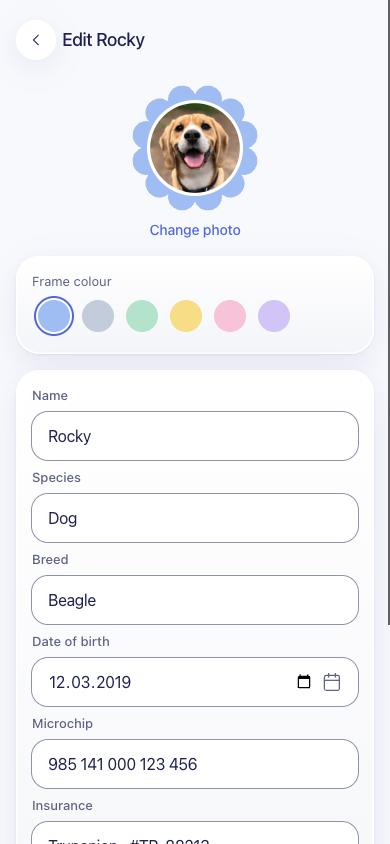 Edit Rocky
Change photo
Frame colour
Name
Rocky
Species
Dog
Breed
Beagle
Date of birth
12.03.2019
Microchip
985 141 000 123 456
Insurance